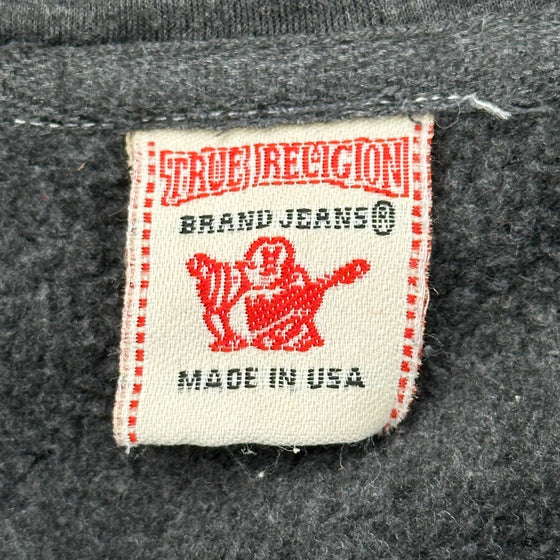 TRUE RELIGION
BRAND JEANS®
MADE IN USA